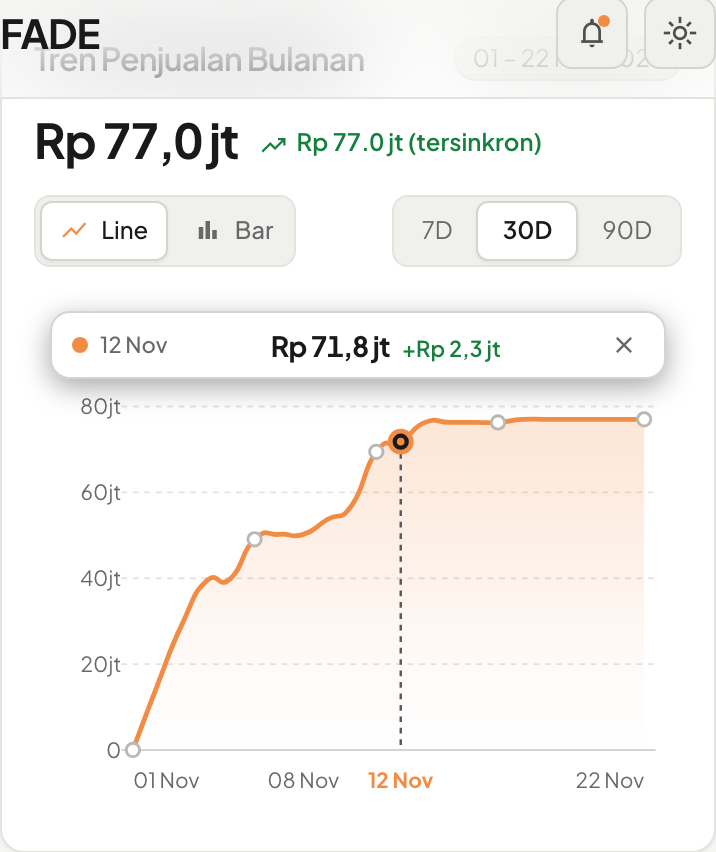 FADE
Tren Penjualan Bulanan
01 – 22
Rp 77,0 jt
Rp 77.0 jt (tersinkron)
Line
Bar
7D
30D
90D
12 Nov
Rp 71,8 jt
+Rp 2,3 jt
80jt
60jt
40jt
20jt
0
01 Nov
08 Nov
12 Nov
22 Nov